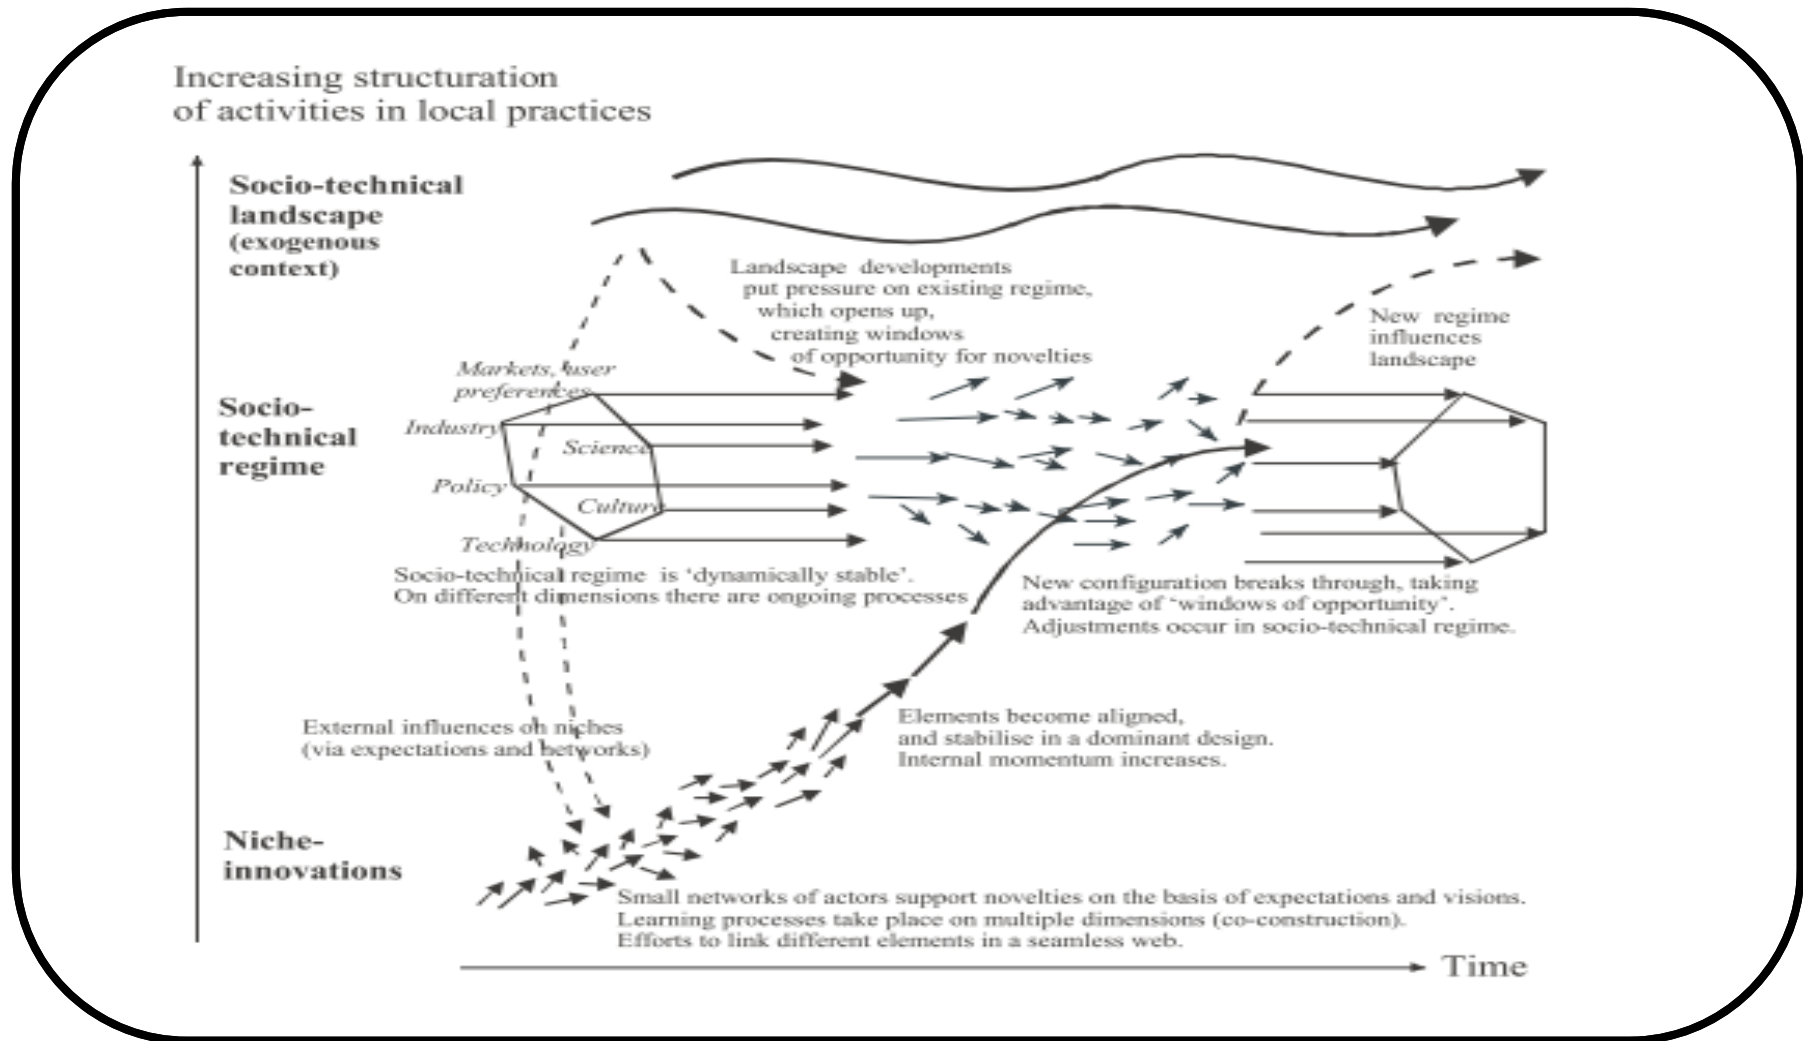 Increasing structuration
of activities in local practices
Socio-technical
landscape
(exogenous
context)
Landscape developments
put pressure on existing regime,
which opens up,
creating windows
of opportunity for novelties
New regime
influences
landscape
Markets, user
preferences
Industry
Science
Policy
Culture
Technology
Socio-
technical
regime
Socio-technical regime is ‘dynamically stable’.
On different dimensions there are ongoing processes
New configuration breaks through, taking
advantage of ‘windows of opportunity’.
Adjustments occur in socio-technical regime.
External influences on niches
(via expectations and networks)
Elements become aligned,
and stabilise in a dominant design.
Internal momentum increases.
Niche-
innovations
Small networks of actors support novelties on the basis of expectations and visions.
Learning processes take place on multiple dimensions (co-construction).
Efforts to link different elements in a seamless web.
Time